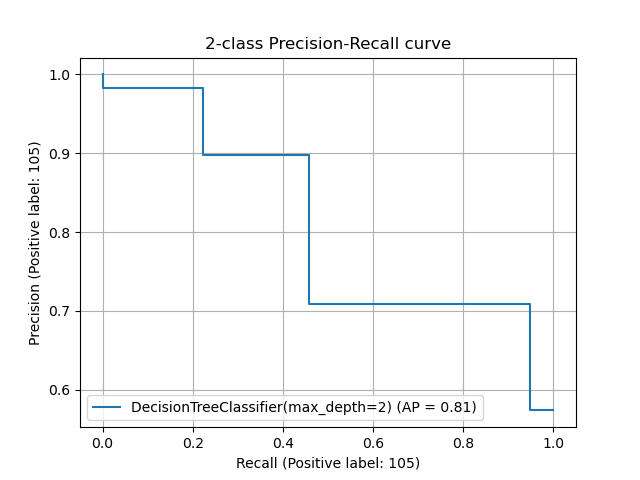 2-class Precision-Recall curve
Precision (Positive label: 105)
1.0
0.9
0.8
0.7
0.6
DecisionTreeClassifier(max_depth=2) (AP = 0.81)
0.0 0.2 0.4 0.6 0.8 1.0
Recall (Positive label: 105)